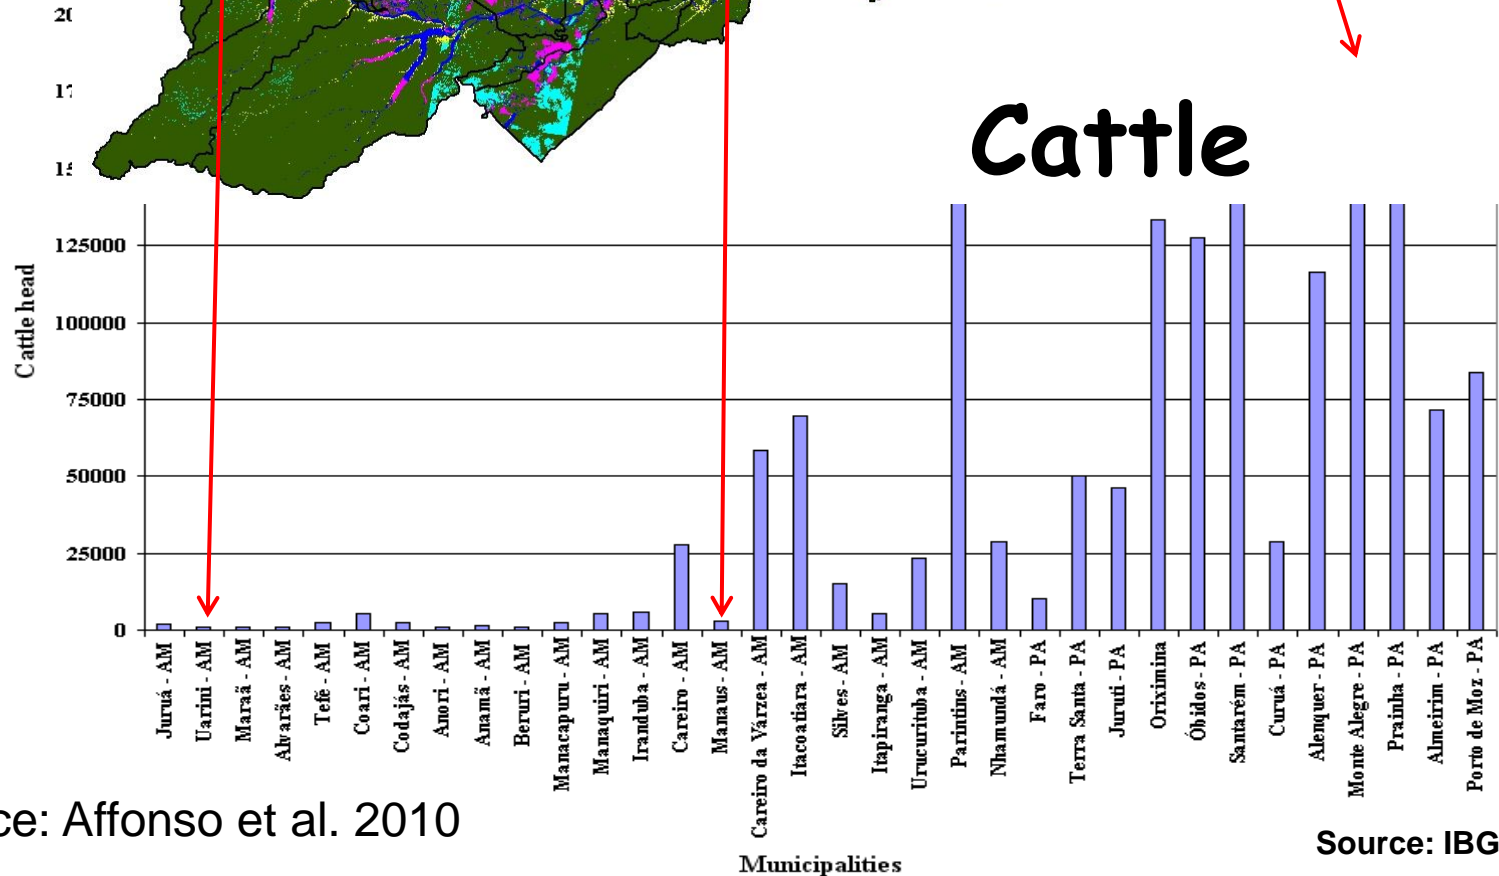 Cattle
125000
100000
75000
50000
25000
0
Cattle head
Juruá - AM
Uarini - AM
Maraã - AM
Alvarães - AM
Tefé - AM
Coari - AM
Codajás - AM
Anori - AM
Anamã - AM
Beruri - AM
Manacapuru - AM
Manaquiri - AM
Iranduba - AM
Careiro - AM
Manaus - AM
Careiro da Várzea - AM
Itacoatiara - AM
Silves - AM
Itapiranga - AM
Urucurituba - AM
Parintins - AM
Nhamundá - AM
Faro - PA
Terra Santa - PA
Juruti - PA
Oriximina
Óbidos - PA
Santarém - PA
Curuá - PA
Alenquer - PA
Monte Alegre - PA
Prainha - PA
Almeirim - PA
Porto de Moz - PA
Municipalities
ce: Affonso et al. 2010
Source: IBG